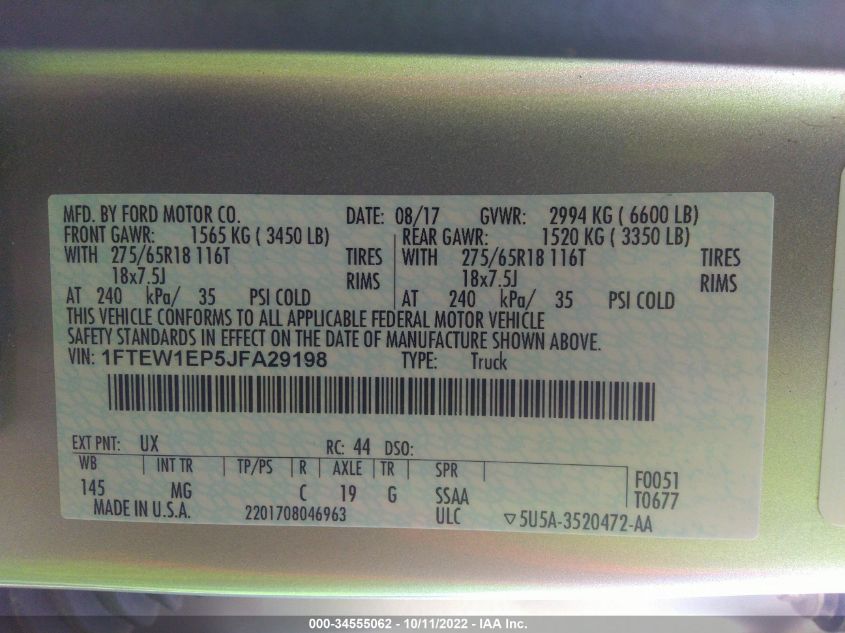 MFD. BY FORD MOTOR CO. DATE: 08/17 GVWR: 2994 KG ( 6600 LB)
FRONT GAWR: 1565 KG ( 3450 LB) REAR GAWR: 1520 KG ( 3350 LB)
WITH 275/65R18 116T TIRES WITH 275/65R18 116T TIRES
18x7.5J RIMS 18x7.5J RIMS
AT 240 kPa/ 35 PSI COLD AT 240 kPa/ 35 PSI COLD
THIS VEHICLE CONFORMS TO ALL APPLICABLE FEDERAL MOTOR VEHICLE
SAFETY STANDARDS IN EFFECT ON THE DATE OF MANUFACTURE SHOWN ABOVE.
VIN: 1FTEW1EP5JFA29198 TYPE: Truck
EXT PNT: UX RC: 44 DSO:
WB INT TR TP/PS R AXLE TR SPR F0051
145 MG C 19 G SSAA T0677
MADE IN U.S.A. 2201708046963 ULC ▽5U5A-3520472-AA
000-34555062 - 10/11/2022 - IAA Inc.